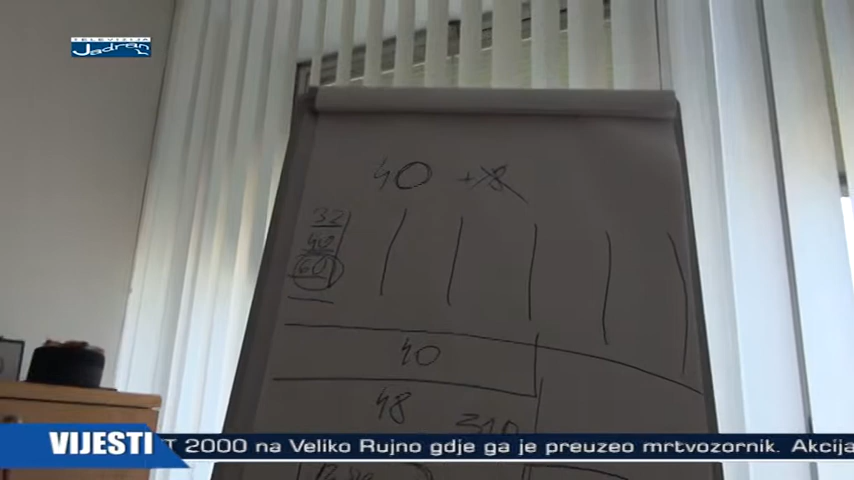 TELEVIZIJA
Jadran
40 +8
32
40
60
40
48
310
VIJESTI
T 2000 na Veliko Rujno gdje ga je preuzeo mrtvozornik. Akcija